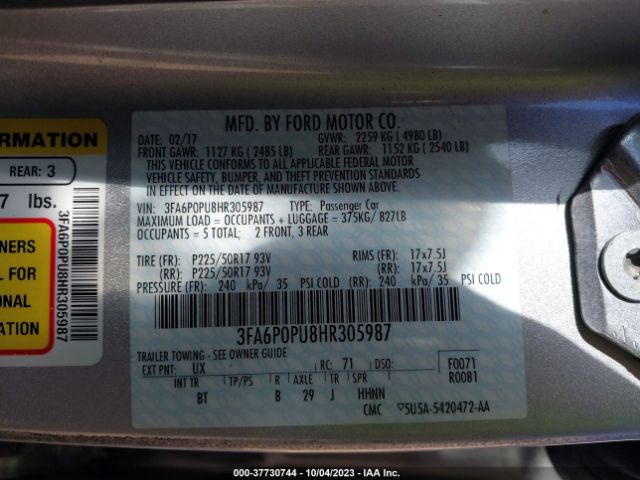 ORMATION
REAR: 3
7 lbs.
3FA6P0PU8HR305987
NERS
L FOR
ONAL
ATION
MFD. BY FORD MOTOR CO.
DATE: 02/17 GVWR: 2259 KG ( 4980 LB)
FRONT GAWR: 1127 KG ( 2485 LB) REAR GAWR: 1152 KG ( 2540 LB)
THIS VEHICLE CONFORMS TO ALL APPLICABLE FEDERAL MOTOR
VEHICLE SAFETY, BUMPER, AND THEFT PREVENTION STANDARDS
IN EFFECT ON THE DATE OF MANUFACTURE SHOWN ABOVE.
VIN: 3FA6P0PU8HR305987 TYPE: Passenger Car
MAXIMUM LOAD = OCCUPANTS + LUGGAGE = 375KG/ 827LB
OCCUPANTS = 5 TOTAL; 2 FRONT, 3 REAR
TIRE (FR): P225/50R17 93V RIMS (FR): 17x7.5J
(RR): P225/50R17 93V (RR): 17x7.5J
PRESSURE (FR): 240 kPa/ 35 PSI COLD (RR): 240 kPa/ 35 PSI COLD
3FA6P0PU8HR305987
TRAILER TOWING - SEE OWNER GUIDE
EXT PNT: UX RC: 71 DSO: F0071
R0081
INT TR TP/PS R AXLE TR SPR
BT B 29 J HHNN
CMC 5U5A-5420472-AA
000-37730744 - 10/04/2023 - IAA Inc.